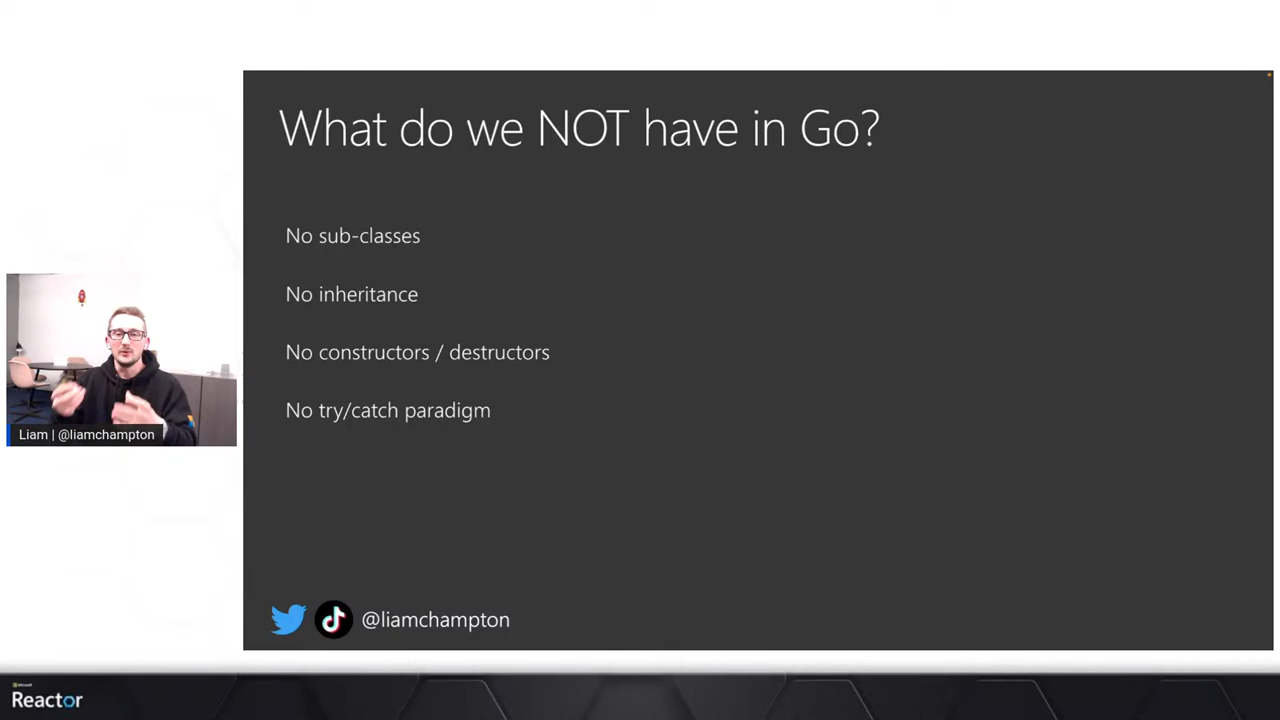 What do we NOT have in Go?
No sub-classes
No inheritance
No constructors / destructors
No try/catch paradigm
Liam | @liamchampton
@liamchampton
Microsoft
Reactor